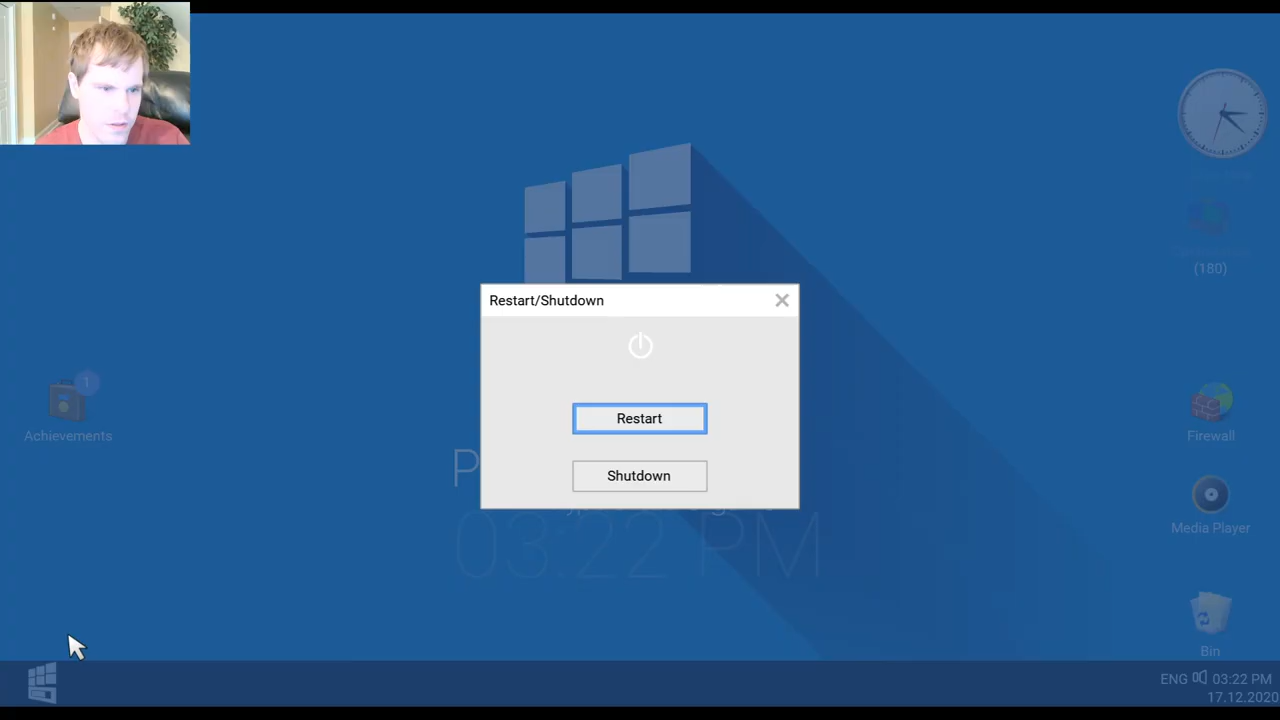 (180)
Restart/Shutdown
1
Achievements
Restart
Firewall
P
Shutdown
Media Player
03:22 PM
Bin
ENG 03:22 PM
17.12.2020